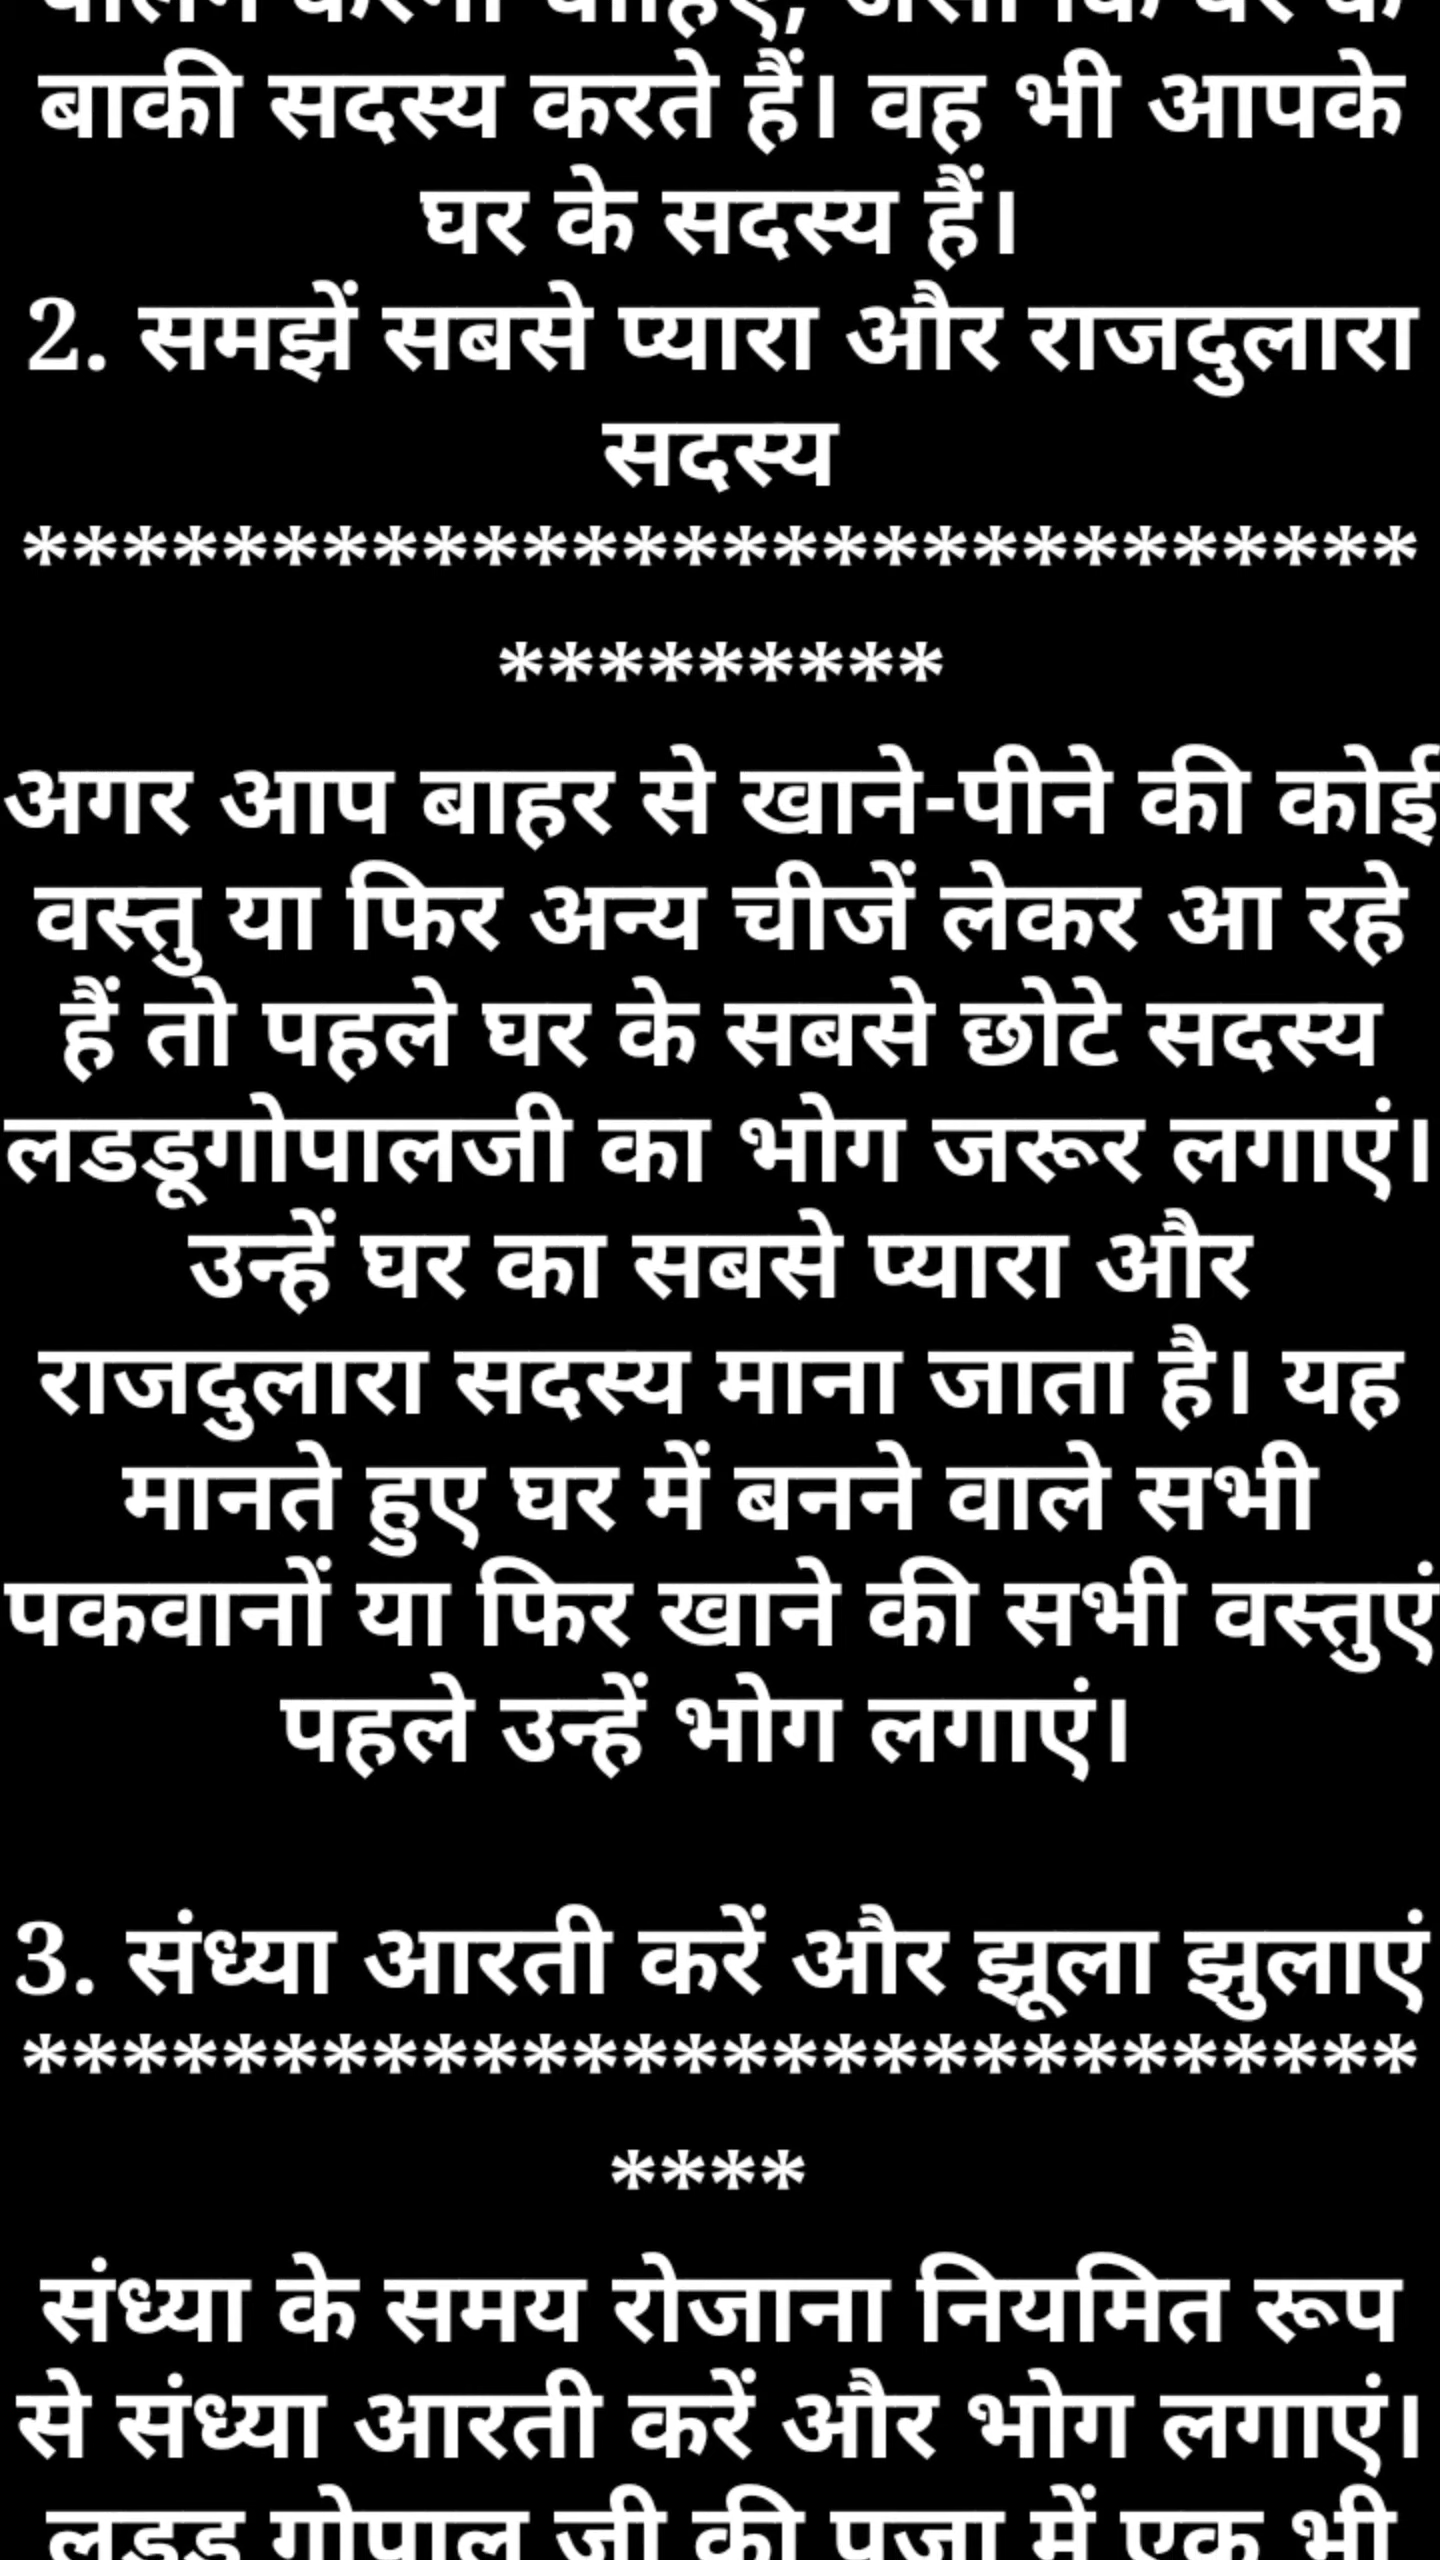 बाकी सदस्य करते हैं। वह भी आपके
घर के सदस्य हैं।
2. समझें सबसे प्यारा और राजदुलारा
सदस्य
****************************
*********
अगर आप बाहर से खाने-पीने की कोई
वस्तु या फिर अन्य चीजें लेकर आ रहे
हैं तो पहले घर के सबसे छोटे सदस्य
लडडूगोपालजी का भोग जरूर लगाएं।
उन्हें घर का सबसे प्यारा और
राजदुलारा सदस्य माना जाता है। यह
मानते हुए घर में बनने वाले सभी
पकवानों या फिर खाने की सभी वस्तुएं
पहले उन्हें भोग लगाएं।
3. संध्या आरती करें और झूला झुलाएं
****************************
****
संध्या के समय रोजाना नियमित रूप
से संध्या आरती करें और भोग लगाएं।
गोपाल जी की पूजा में एक भी